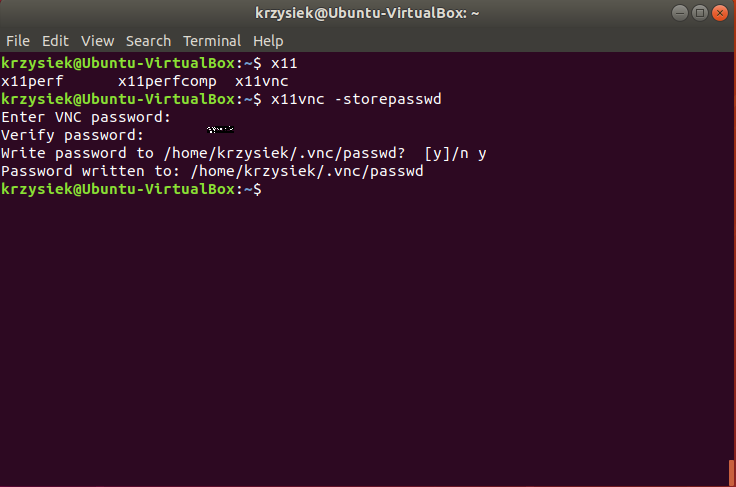 krzysiek@Ubuntu-VirtualBox: ~
File Edit View Search Terminal Help
krzysiek@Ubuntu-VirtualBox:~$ x11
x11perf      x11perfcomp  x11vnc
krzysiek@Ubuntu-VirtualBox:~$ x11vnc -storepasswd
Enter VNC password:
Verify password:
Write password to /home/krzysiek/.vnc/passwd?  [y]/n y
Password written to: /home/krzysiek/.vnc/passwd
krzysiek@Ubuntu-VirtualBox:~$